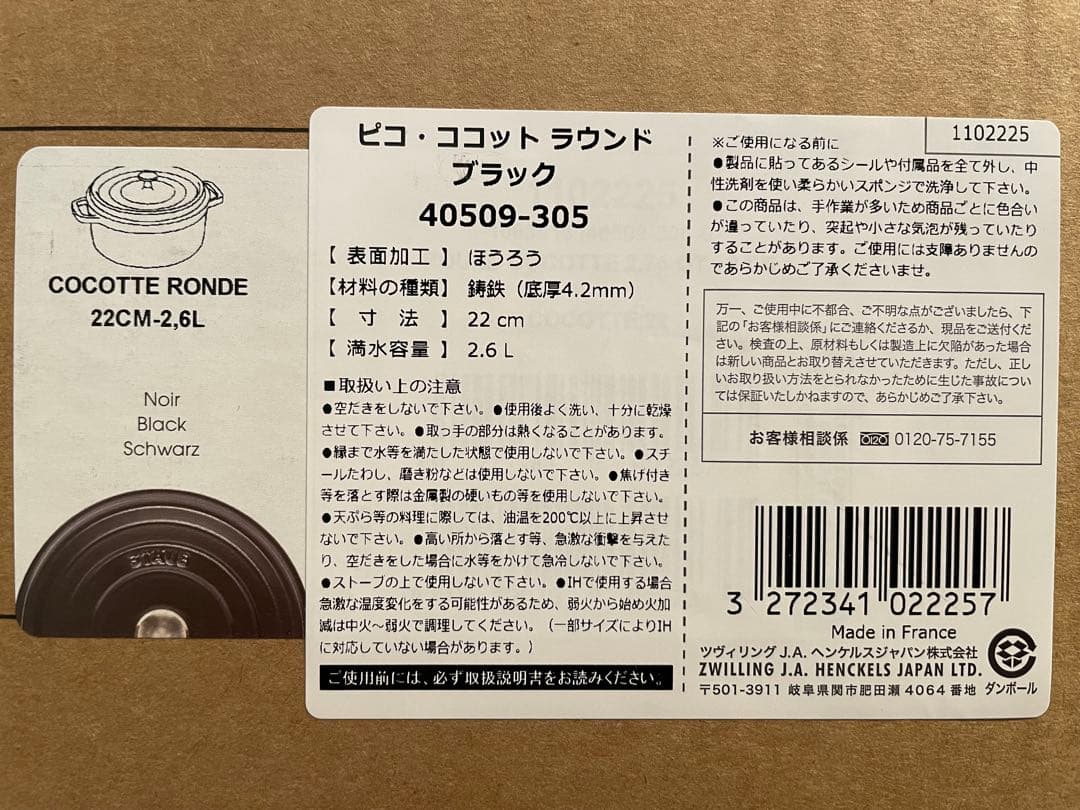 COCOTTE RONDE
22CM-2,6L
Noir
Black
Schwarz
STAUB
ピコ・ココット ラウンド
ブラック
40509-305
【 表面加工 】 ほうろう
【材料の種類】 鋳鉄（底厚4.2mm）
【 寸 法 】 22 cm
【 満水容量 】 2.6 L
■取扱い上の注意
●空だきをしないで下さい。●使用後よく洗い、十分に乾燥
させて下さい。●取っ手の部分は熱くなることがあります。
●縁まで水等を満たした状態で使用しないで下さい。●スチ
ールたわし、磨き粉などは使用しないで下さい。●焦げ付き
等を落とす際は金属製の硬いもの等を使用しないで下さい。
●天ぷら等の料理に際しては、油温を200℃以上に上昇させ
ないで下さい。●高い所から落とす等、急激な衝撃を与えた
り、空だきをした場合に水等をかけて急冷しないで下さい。
●ストーブの上で使用しないで下さい。●IHで使用する場合
急激な温度変化をする可能性があるため、弱火から始め火加
減は中火～弱火で調理してください。（一部サイズによりIH
に対応していない場合があります。）
ご使用前には、必ず取扱説明書をお読みください。
1102225
※ご使用になる前に
●製品に貼ってあるシールや付属品を全て外し、中
性洗剤を使い柔らかいスポンジで洗浄して下さい。
●この商品は、手作業が多いため商品ごとに色合い
が違っていたり、突起や小さな気泡が残っていたり
することがあります。ご使用には支障ありませんの
であらかじめご了承くださいませ。
万一、ご使用中に不都合、ご不明な点がございましたら、下
記の「お客様相談係」にご連絡くださるか、現品をご送付くだ
さい。検査の上、原材料もしくは製造上に欠陥があった場合
は新しい商品とお取り替えさせていただきます。ただし、正し
いお取り扱い方法をとられなかったために生じた事故につい
ては保証いたしかねますので、あらかじめご了承下さい。
お客様相談係 0120-75-7155
3 272341 022257
Made in France
ツヴィリング J.A. ヘンケルスジャパン株式会社
ZWILLING J.A. HENCKELS JAPAN LTD.
〒501-3911 岐阜県関市肥田瀬 4064 番地
ダンボール